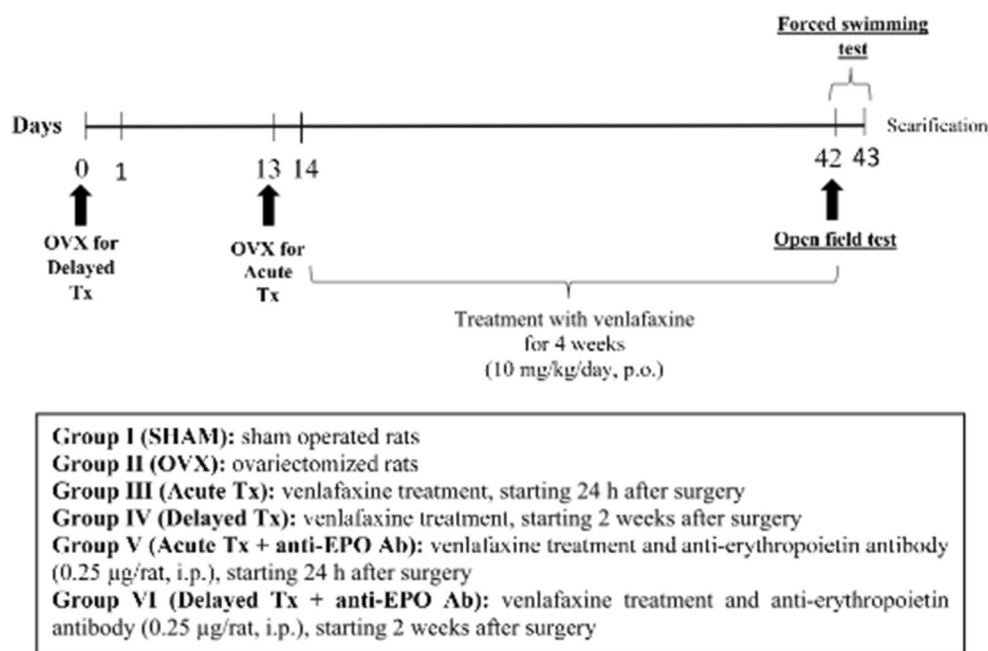 Forced swimming
test
Days
Scarification
0
1
13
14
42
43
OVX for
Delayed
Tx
OVX for
Acute
Tx
Open field test
Treatment with venlafaxine
for 4 weeks
(10 mg/kg/day, p.o.)
Group I (SHAM): sham operated rats
Group II (OVX): ovariectomized rats
Group III (Acute Tx): venlafaxine treatment, starting 24 h after surgery
Group IV (Delayed Tx): venlafaxine treatment, starting 2 weeks after surgery
Group V (Acute Tx + anti-EPO Ab): venlafaxine treatment and anti-erythropoietin antibody
(0.25 µg/rat, i.p.), starting 24 h after surgery
Group VI (Delayed Tx + anti-EPO Ab): venlafaxine treatment and anti-erythropoietin
antibody (0.25 µg/rat, i.p.), starting 2 weeks after surgery